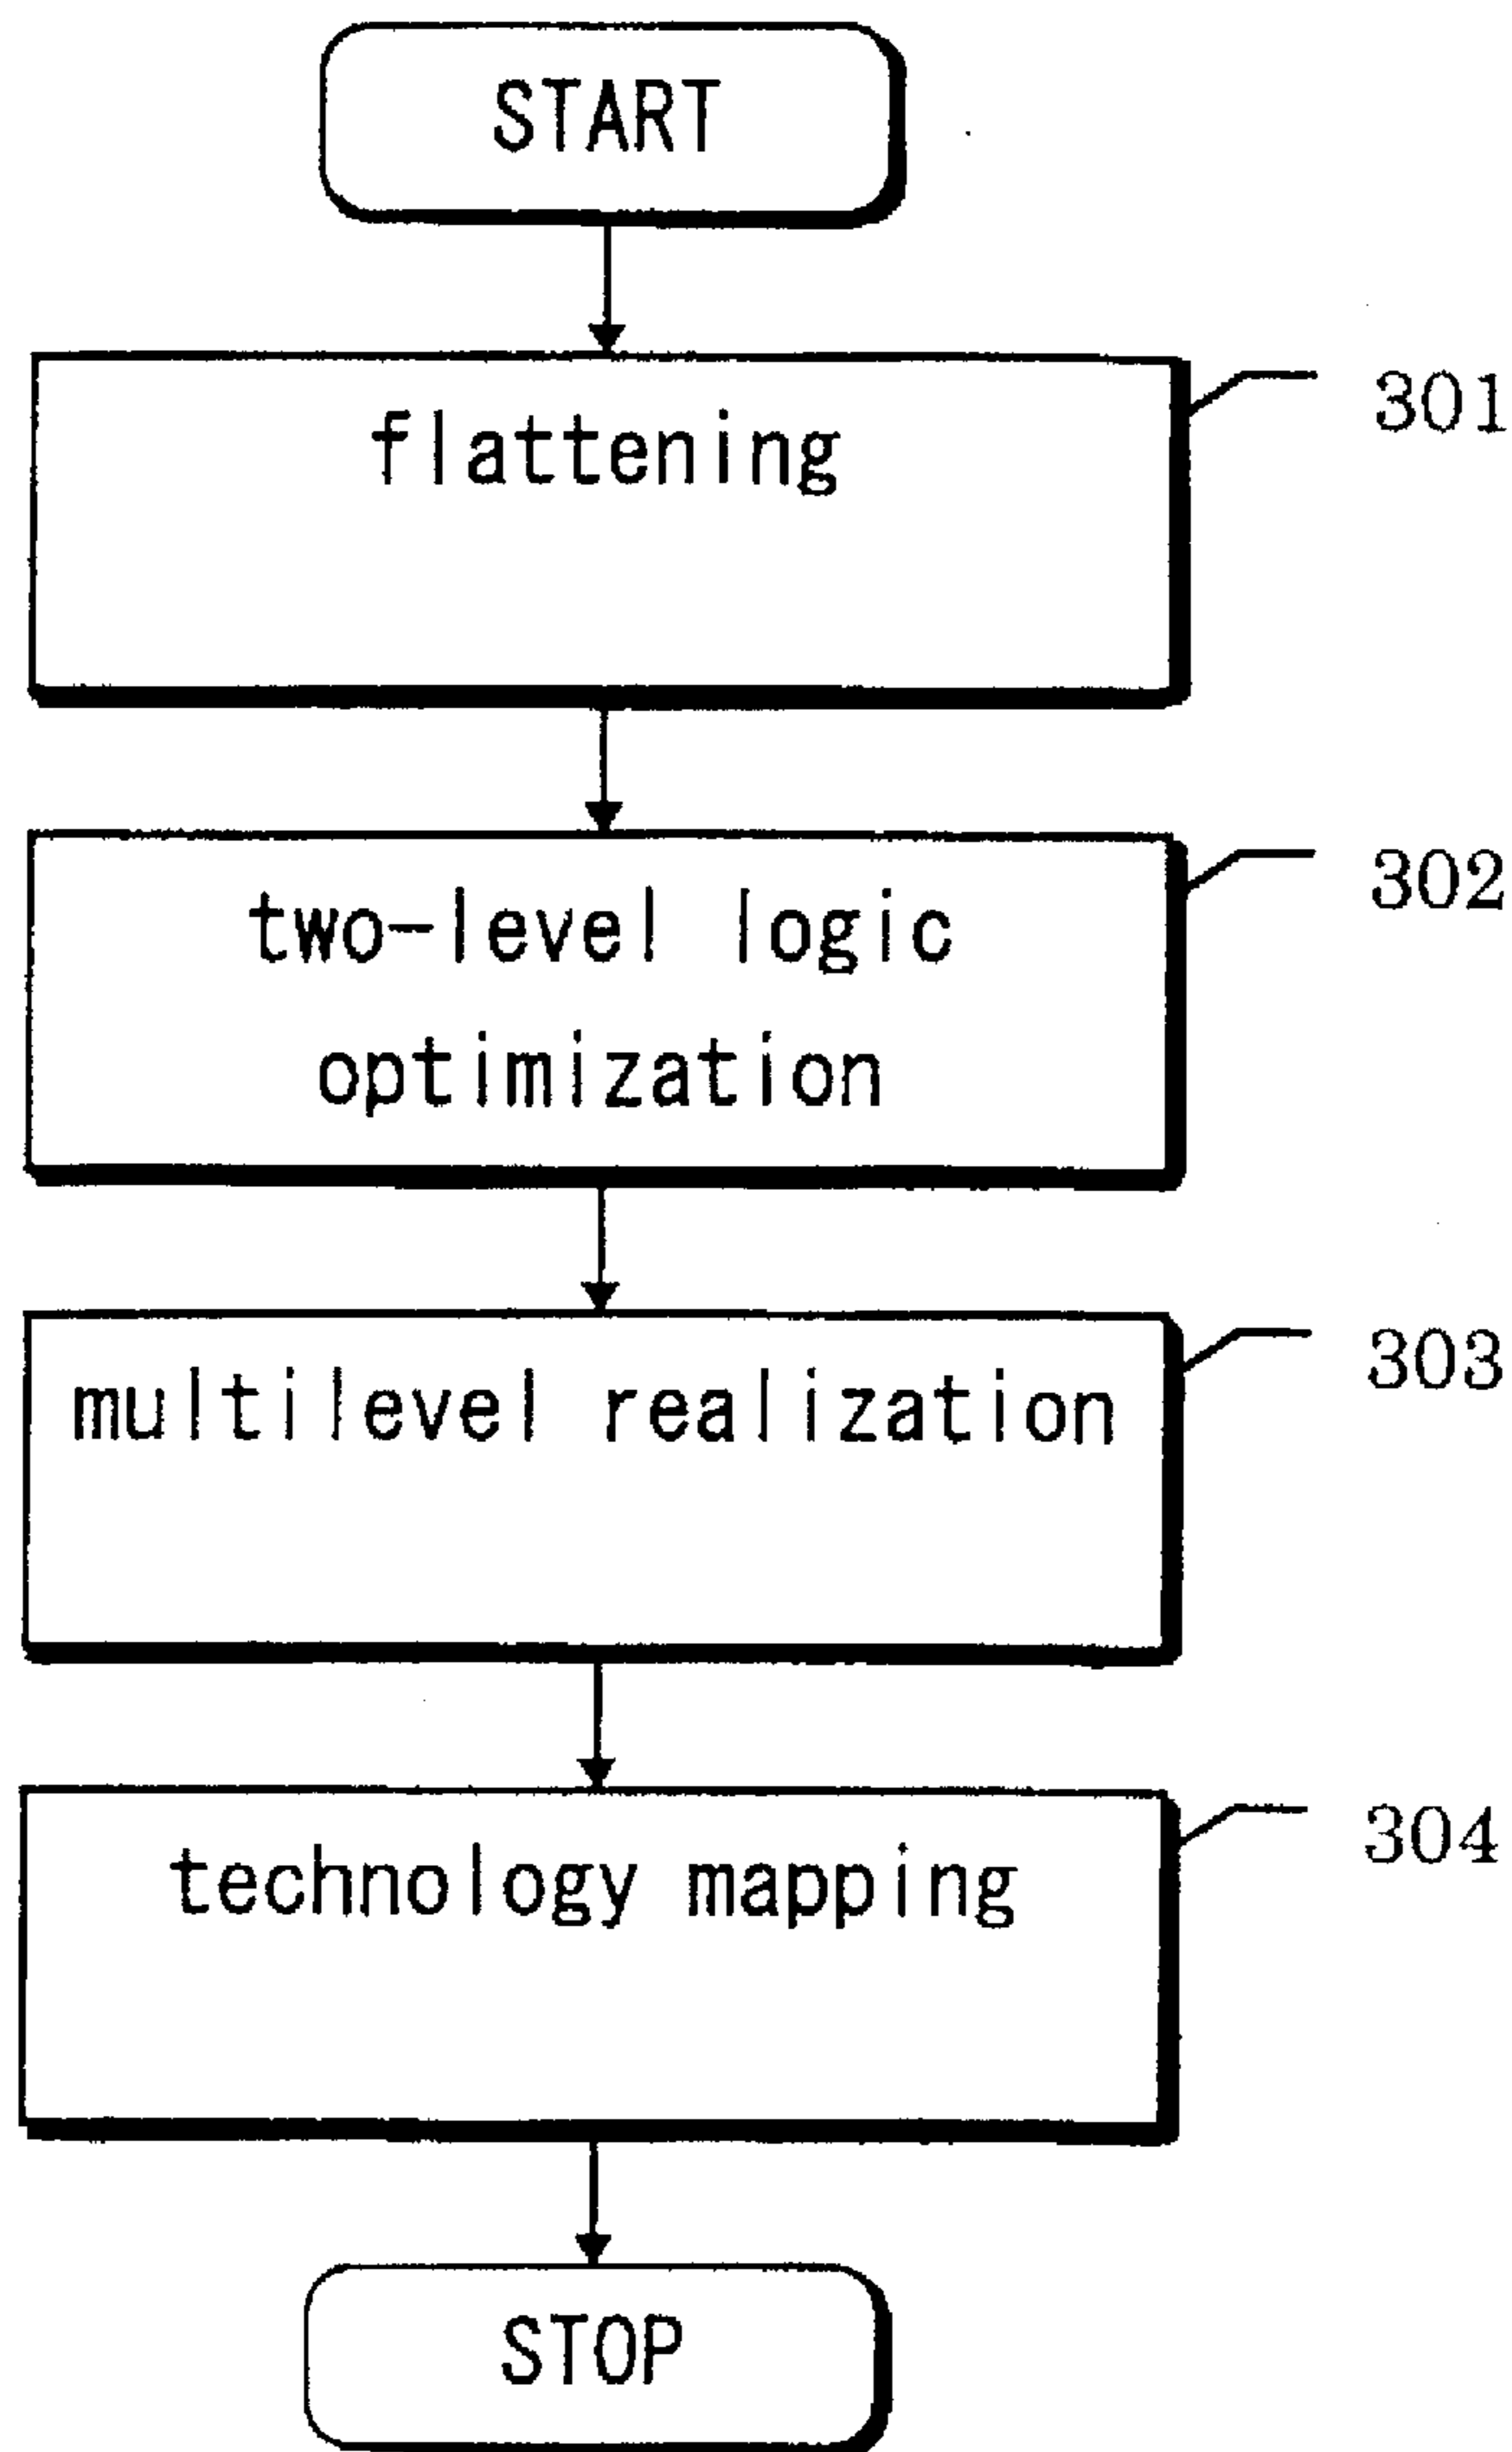 START
flattening
301
two-level logic
optimization
302
multilevel realization
303
technology mapping
304
STOP